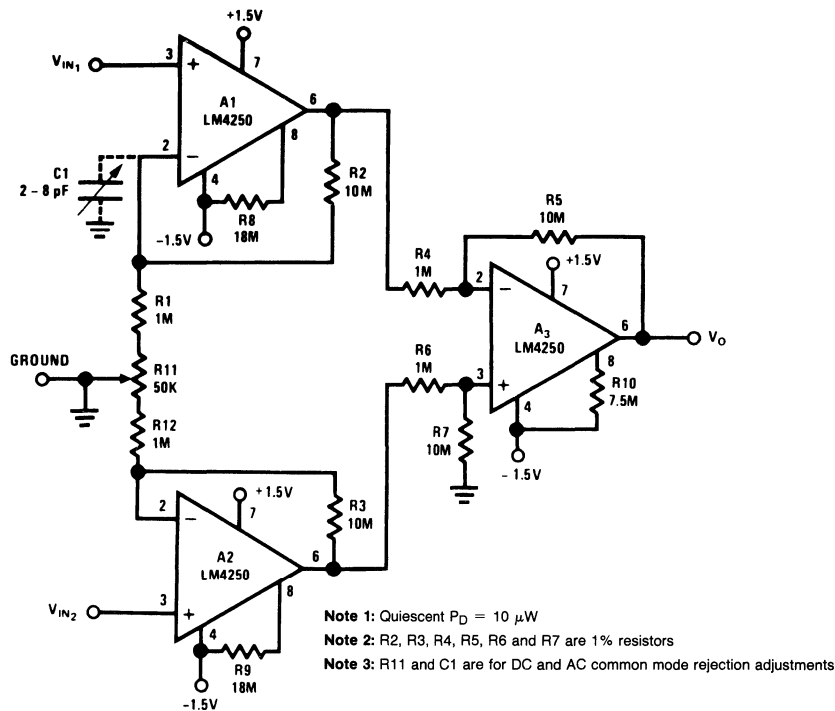 +1.5V
V_IN1
3
+
7
A1
LM4250
6
8
2
−
C1
2 – 8 pF
4
R8
18M
R2
10M
−1.5V
R5
10M
R4
1M
+1.5V
2
−
7
R1
1M
A3
LM4250
6
V_O
GROUND
R11
50K
R6
1M
3
+
8
R10
7.5M
4
R12
1M
R7
10M
− 1.5V
+1.5V
2
−
7
R3
10M
A2
LM4250
6
8
V_IN2
3
+
4
R9
18M
−1.5V
Note 1: Quiescent P_D = 10 μW
Note 2: R2, R3, R4, R5, R6 and R7 are 1% resistors
Note 3: R11 and C1 are for DC and AC common mode rejection adjustments